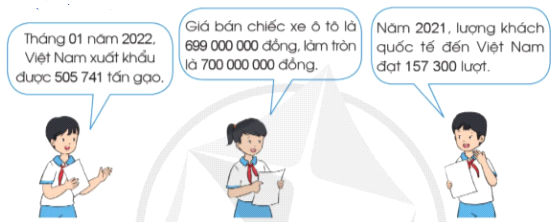 Tháng 01 năm 2022,
Việt Nam xuất khẩu
được 505 741 tấn gạo.
Giá bán chiếc xe ô tô là
699 000 000 đồng, làm tròn
là 700 000 000 đồng.
Năm 2021, lượng khách
quốc tế đến Việt Nam
đạt 157 300 lượt.